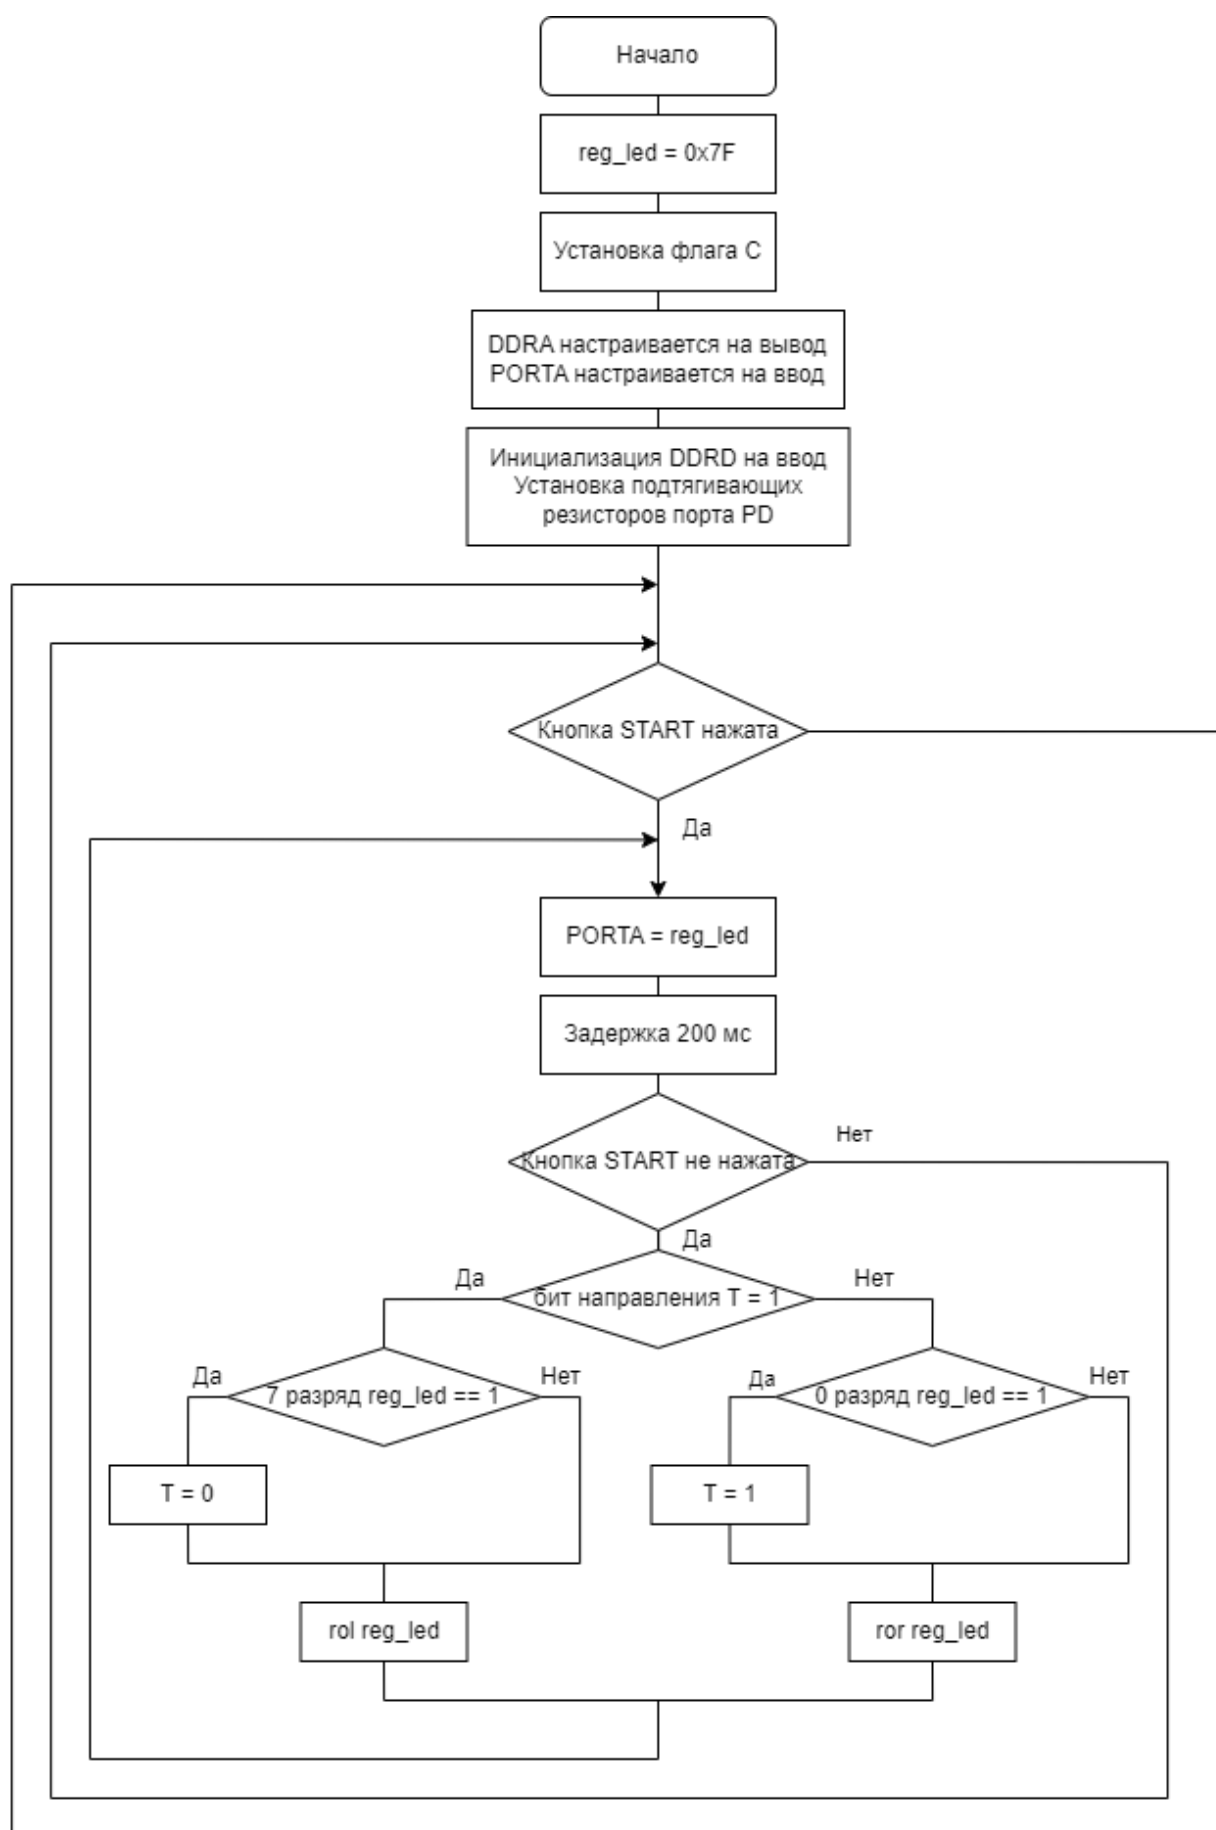 Начало
reg_led = 0x7F
Установка флага C
DDRA настраивается на вывод
PORTA настраивается на ввод
Инициализация DDRD на ввод
Установка подтягивающих
резисторов порта PD
Кнопка START нажата
Да
PORTA = reg_led
Задержка 200 мс
Нет
Кнопка START не нажата
Да
Да
Нет
бит направления T = 1
Да
Нет
Да
Нет
7 разряд reg_led == 1
0 разряд reg_led == 1
T = 0
T = 1
rol reg_led
ror reg_led